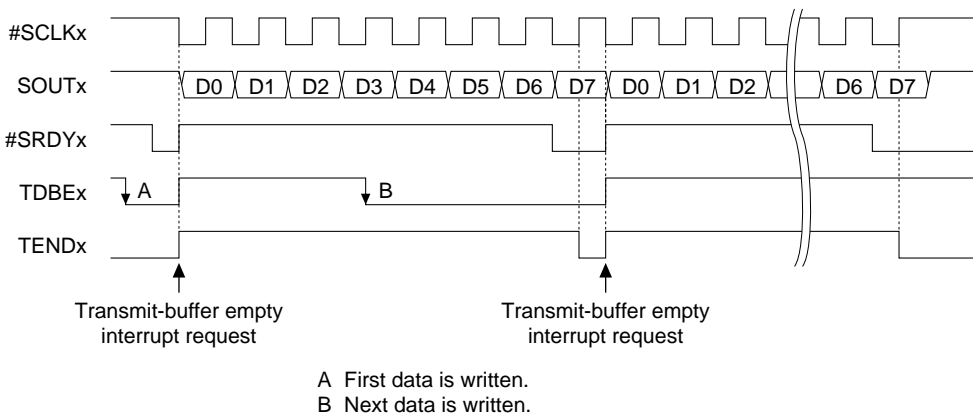 #SCLKx
SOUTx D0 D1 D2 D3 D4 D5 D6 D7 D0 D1 D2 D6 D7
#SRDYx
TDBEx A B
TENDx
Transmit-buffer empty Transmit-buffer empty
interrupt request interrupt request
A First data is written.
B Next data is written.